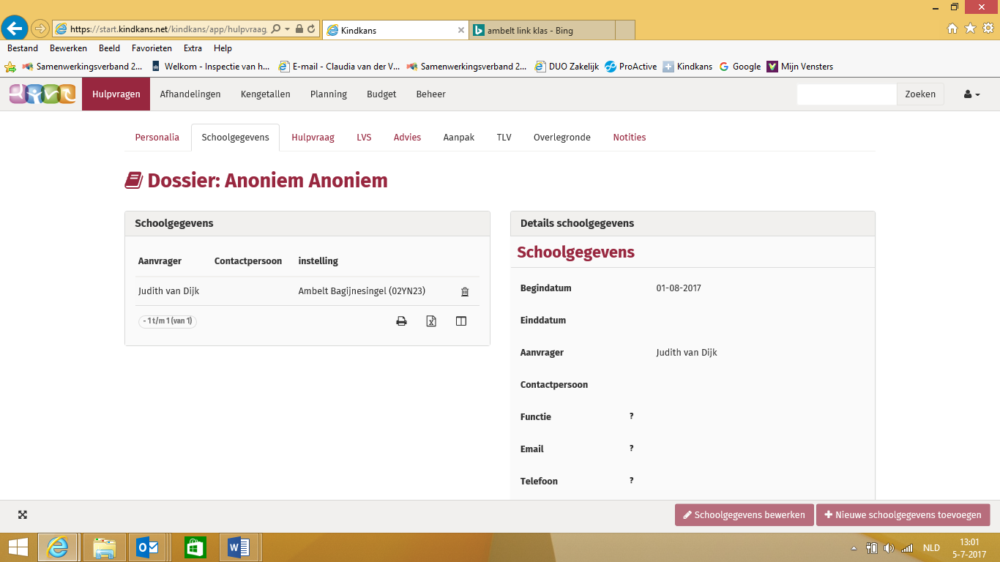 https://start.kindkans.net/kindkans/app/hulpvraag
Kindkans
ambelt link klas - Bing
Bestand Bewerken Beeld Favorieten Extra Help
Samenwerkingsverband 2... Welkom - Inspectie van h... E-mail - Claudia van der V... Samenwerkingsverband 2... DUO Zakelijk ProActive Kindkans Google Mijn Vensters
Hulpvragen Afhandelingen Kengetallen Planning Budget Beheer Zoeken
Personalia Schoolgegevens Hulpvraag LVS Advies Aanpak TLV Overlegronde Notities
Dossier: Anoniem Anoniem
Schoolgegevens
Aanvrager Contactpersoon instelling
Judith van Dijk Ambelt Bagijnesingel (02YN23)
- 1 t/m 1 (van 1)
Details schoolgegevens
Schoolgegevens
Begindatum 01-08-2017
Einddatum
Aanvrager Judith van Dijk
Contactpersoon
Functie ?
Email ?
Telefoon ?
Schoolgegevens bewerken
Nieuwe schoolgegevens toevoegen
NLD
13:01
5-7-2017